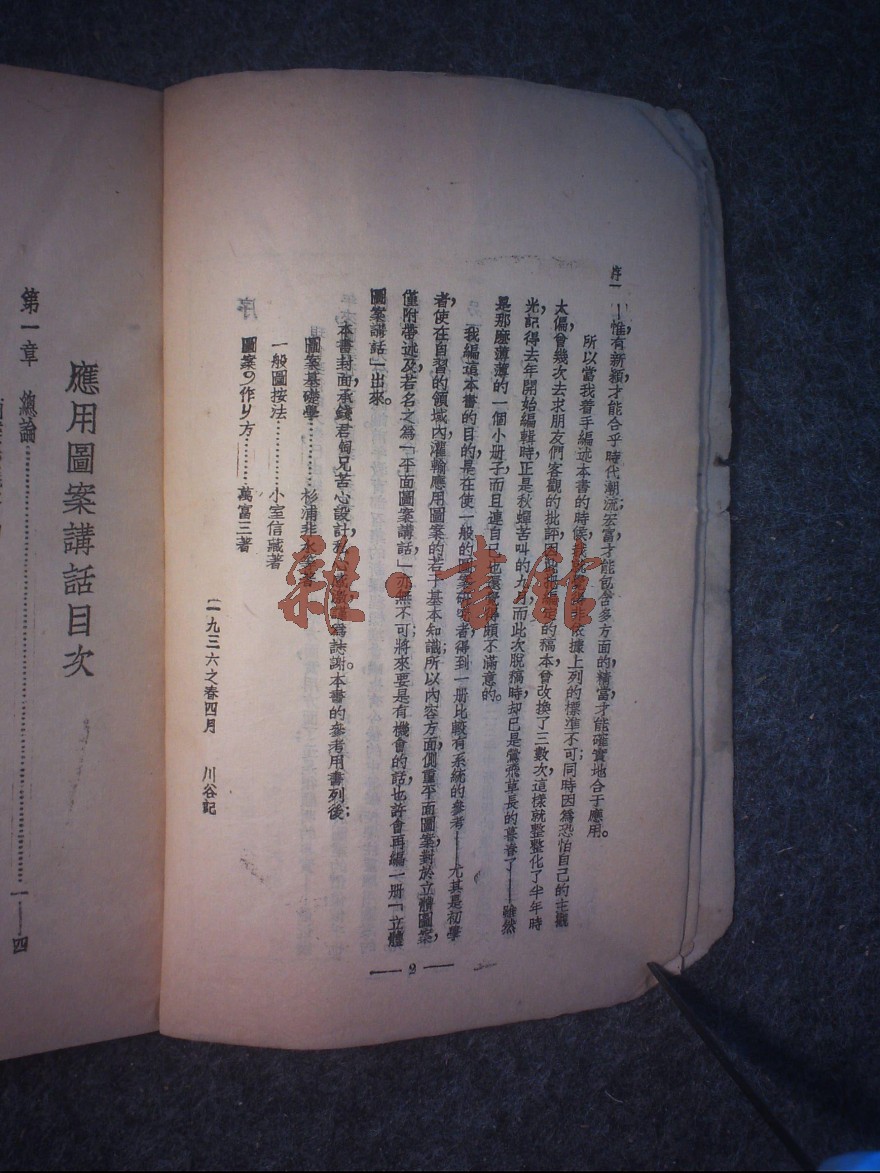 序一
——惟有新穎，才能合乎時代潮流；宏富，才能包含多方面的；精當，才能確實地合于應用。
所以當我着手編述本書的時候，依據上列的標準不可；同時因爲恐怕自己的主觀
太偏，曾幾次去求朋友們客觀的批評，因此的稿本曾改換了三數次，這樣就整整化了半年時
光，記得去年開始編輯時，正是秋蟬苦叫的九月，而此次脫稿時，却已是鶯飛草長的暮春了——雖然
是那麽薄薄的一個小册子，而且連自己也還頗不滿意的。
我編這本書的目的，是在使一般的圖案研究者，得到一册比較有系統的參考——尤其是初學
者，使在自習的領域內，灌輸應用圖案的若干基本知識；所以內容方面，側重平面圖案，對於立體圖案，
僅附帶述及，若名之爲「平面圖案講話」，亦無不可，將來要是有機會的話，也許會再編一册「立體
圖案講話」出來。
本書封面承錢君匋兄苦心設計，爲誌謝。本書的參考用書列後：
圖案基礎學…………杉浦非水著
一般圖按法…………小室信藏著
圖案の作り方…………萬富三著
一九三六之春四月　川谷記
— 2 —
應用圖案講話目次
第一章　總論…………一——四